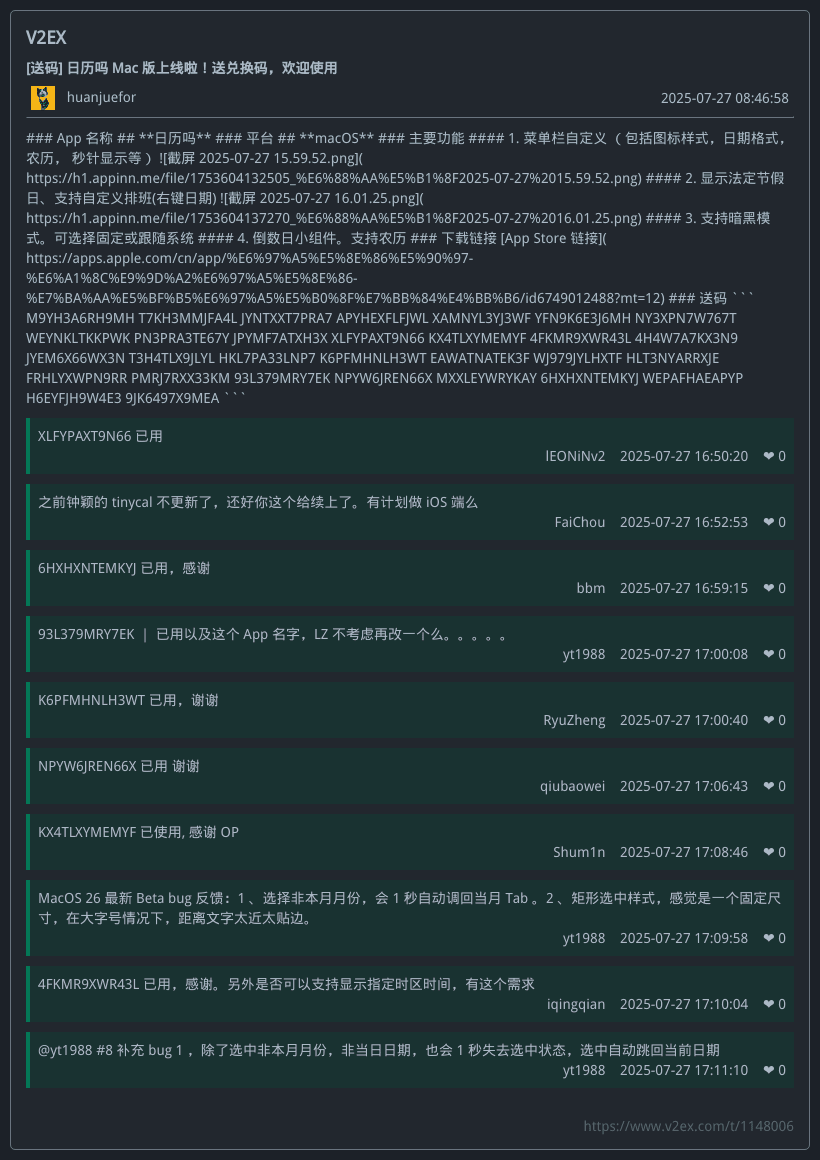 V2EX
[送码] 日历吗 Mac 版上线啦！送兑换码，欢迎使用
huanjuefor 2025-07-27 08:46:58
### App 名称 ## **日历吗** ### 平台 ## **macOS** ### 主要功能 #### 1. 菜单栏自定义 （ 包括图标样式，日期格式，
农历， 秒针显示等 ）![截屏 2025-07-27 15.59.52.png](
https://h1.appinn.me/file/1753604132505_%E6%88%AA%E5%B1%8F2025-07-27%2015.59.52.png) #### 2. 显示法定节假
日、支持自定义排班(右键日期) ![截屏 2025-07-27 16.01.25.png](
https://h1.appinn.me/file/1753604137270_%E6%88%AA%E5%B1%8F2025-07-27%2016.01.25.png) #### 3. 支持暗黑模
式。可选择固定或跟随系统 #### 4. 倒数日小组件。支持农历 ### 下载链接 [App Store 链接](
https://apps.apple.com/cn/app/%E6%97%A5%E5%8E%86%E5%90%97-
%E6%A1%8C%E9%9D%A2%E6%97%A5%E5%8E%86-
%E7%BA%AA%E5%BF%B5%E6%97%A5%E5%B0%8F%E7%BB%84%E4%BB%B6/id6749012488?mt=12) ### 送码 ```
M9YH3A6RH9MH T7KH3MMJFA4L JYNTXXT7PRA7 APYHEXFLFJWL XAMNYL3YJ3WF YFN9K6E3J6MH NY3XPN7W767T
WEYNKLTKKPWK PN3PRA3TE67Y JPYMF7ATXH3X XLFYPAXT9N66 KX4TLXYMEMYF 4FKMR9XWR43L 4H4W7A7KX3N9
JYEM6X66WX3N T3H4TLX9JLYL HKL7PA33LNP7 K6PFMHNLH3WT EAWATNATEK3F WJ979JYLHXTF HLT3NYARRXJE
FRHLYXWPN9RR PMRJ7RXX33KM 93L379MRY7EK NPYW6JREN66X MXXLEYWRYKAY 6HXHXNTEMKYJ WEPAFHAEAPYP
H6EYFJH9W4E3 9JK6497X9MEA ```
XLFYPAXT9N66 已用
lEONiNv2 2025-07-27 16:50:20 ❤ 0
之前钟颖的 tinycal 不更新了，还好你这个给续上了。有计划做 iOS 端么
FaiChou 2025-07-27 16:52:53 ❤ 0
6HXHXNTEMKYJ 已用，感谢
bbm 2025-07-27 16:59:15 ❤ 0
93L379MRY7EK ｜ 已用以及这个 App 名字，LZ 不考虑再改一个么。。。。。
yt1988 2025-07-27 17:00:08 ❤ 0
K6PFMHNLH3WT 已用，谢谢
RyuZheng 2025-07-27 17:00:40 ❤ 0
NPYW6JREN66X 已用 谢谢
qiubaowei 2025-07-27 17:06:43 ❤ 0
KX4TLXYMEMYF 已使用, 感谢 OP
Shum1n 2025-07-27 17:08:46 ❤ 0
MacOS 26 最新 Beta bug 反馈：1 、选择非本月月份，会 1 秒自动调回当月 Tab 。2 、矩形选中样式，感觉是一个固定尺
寸，在大字号情况下，距离文字太近太贴边。
yt1988 2025-07-27 17:09:58 ❤ 0
4FKMR9XWR43L 已用，感谢。另外是否可以支持显示指定时区时间，有这个需求
iqingqian 2025-07-27 17:10:04 ❤ 0
@yt1988 #8 补充 bug 1 ，除了选中非本月月份，非当日日期，也会 1 秒失去选中状态，选中自动跳回当前日期
yt1988 2025-07-27 17:11:10 ❤ 0
https://www.v2ex.com/t/1148006